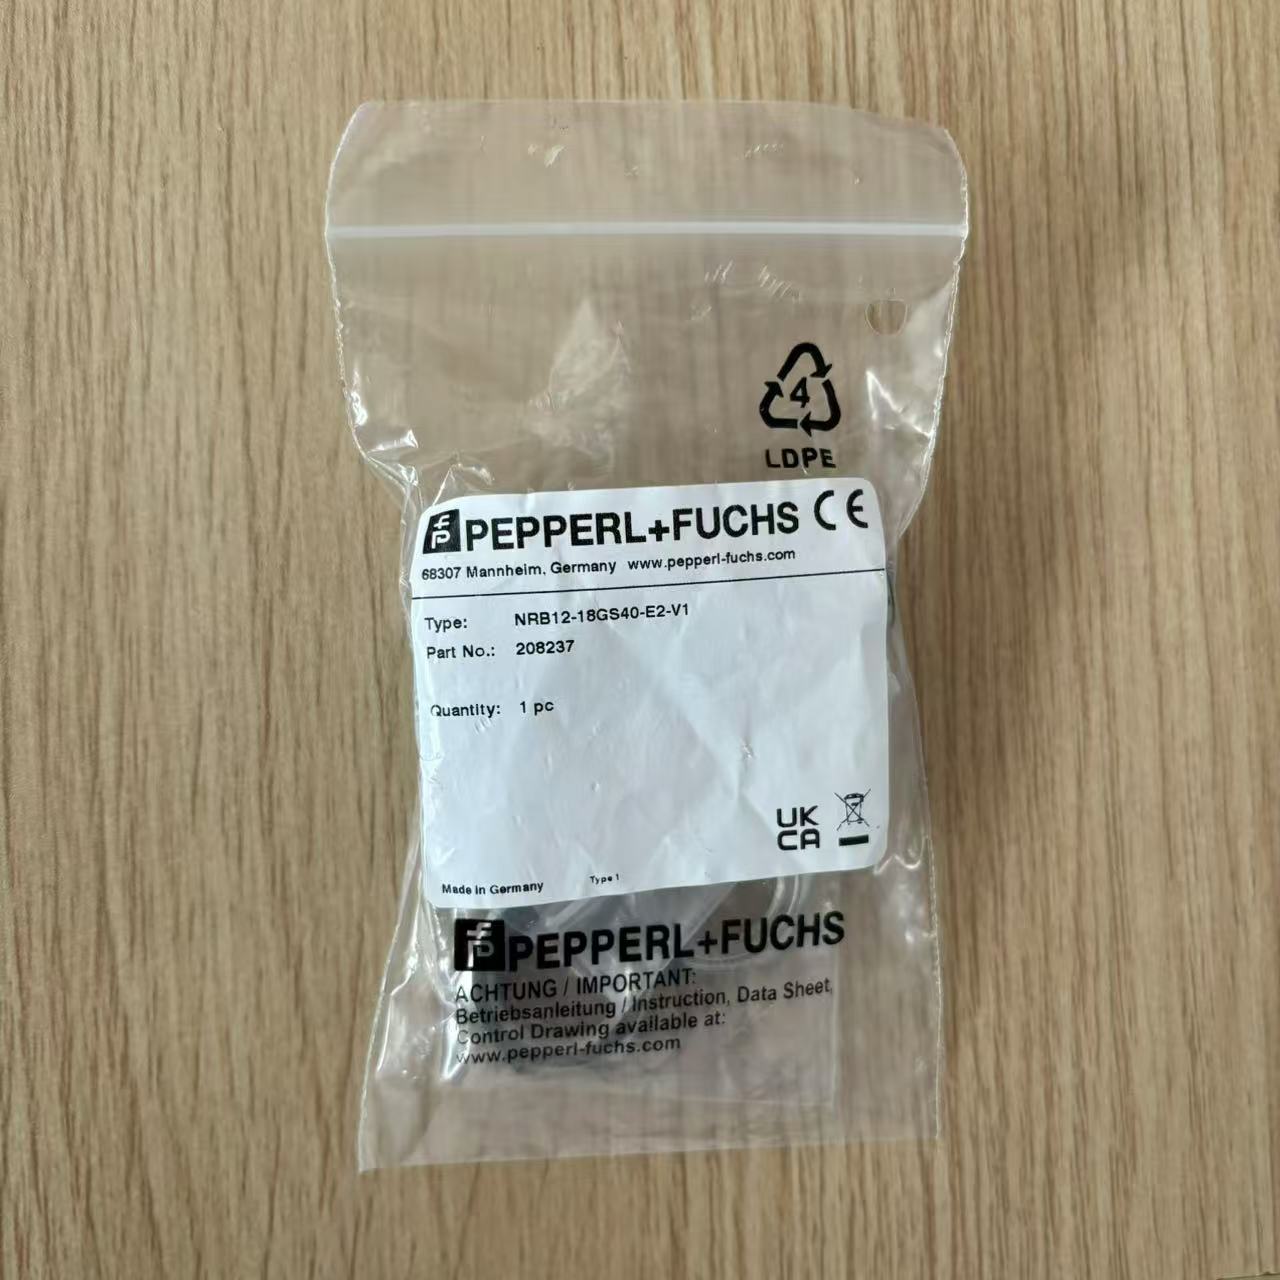 4
LDPE
PEPPERL+FUCHS CE
68307 Mannheim, Germany www.pepperl-fuchs.com
Type: NRB12-18GS40-E2-V1
Part No.: 208237
Quantity: 1 pc
UK
CA
Made in Germany Type 1
PEPPERL+FUCHS
ACHTUNG / IMPORTANT:
Betriebsanleitung / Instruction, Data Sheet,
Control Drawing available at:
www.pepperl-fuchs.com